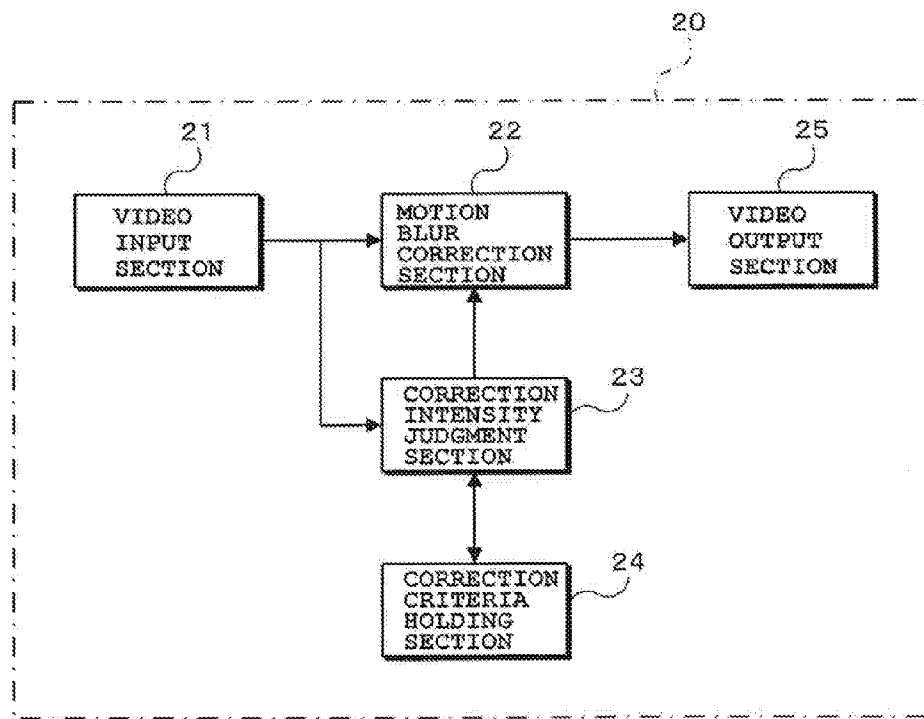 20
21
22
25
VIDEO
INPUT
SECTION
MOTION
BLUR
CORRECTION
SECTION
VIDEO
OUTPUT
SECTION
23
CORRECTION
INTENSITY
JUDGMENT
SECTION
24
CORRECTION
CRITERIA
HOLDING
SECTION